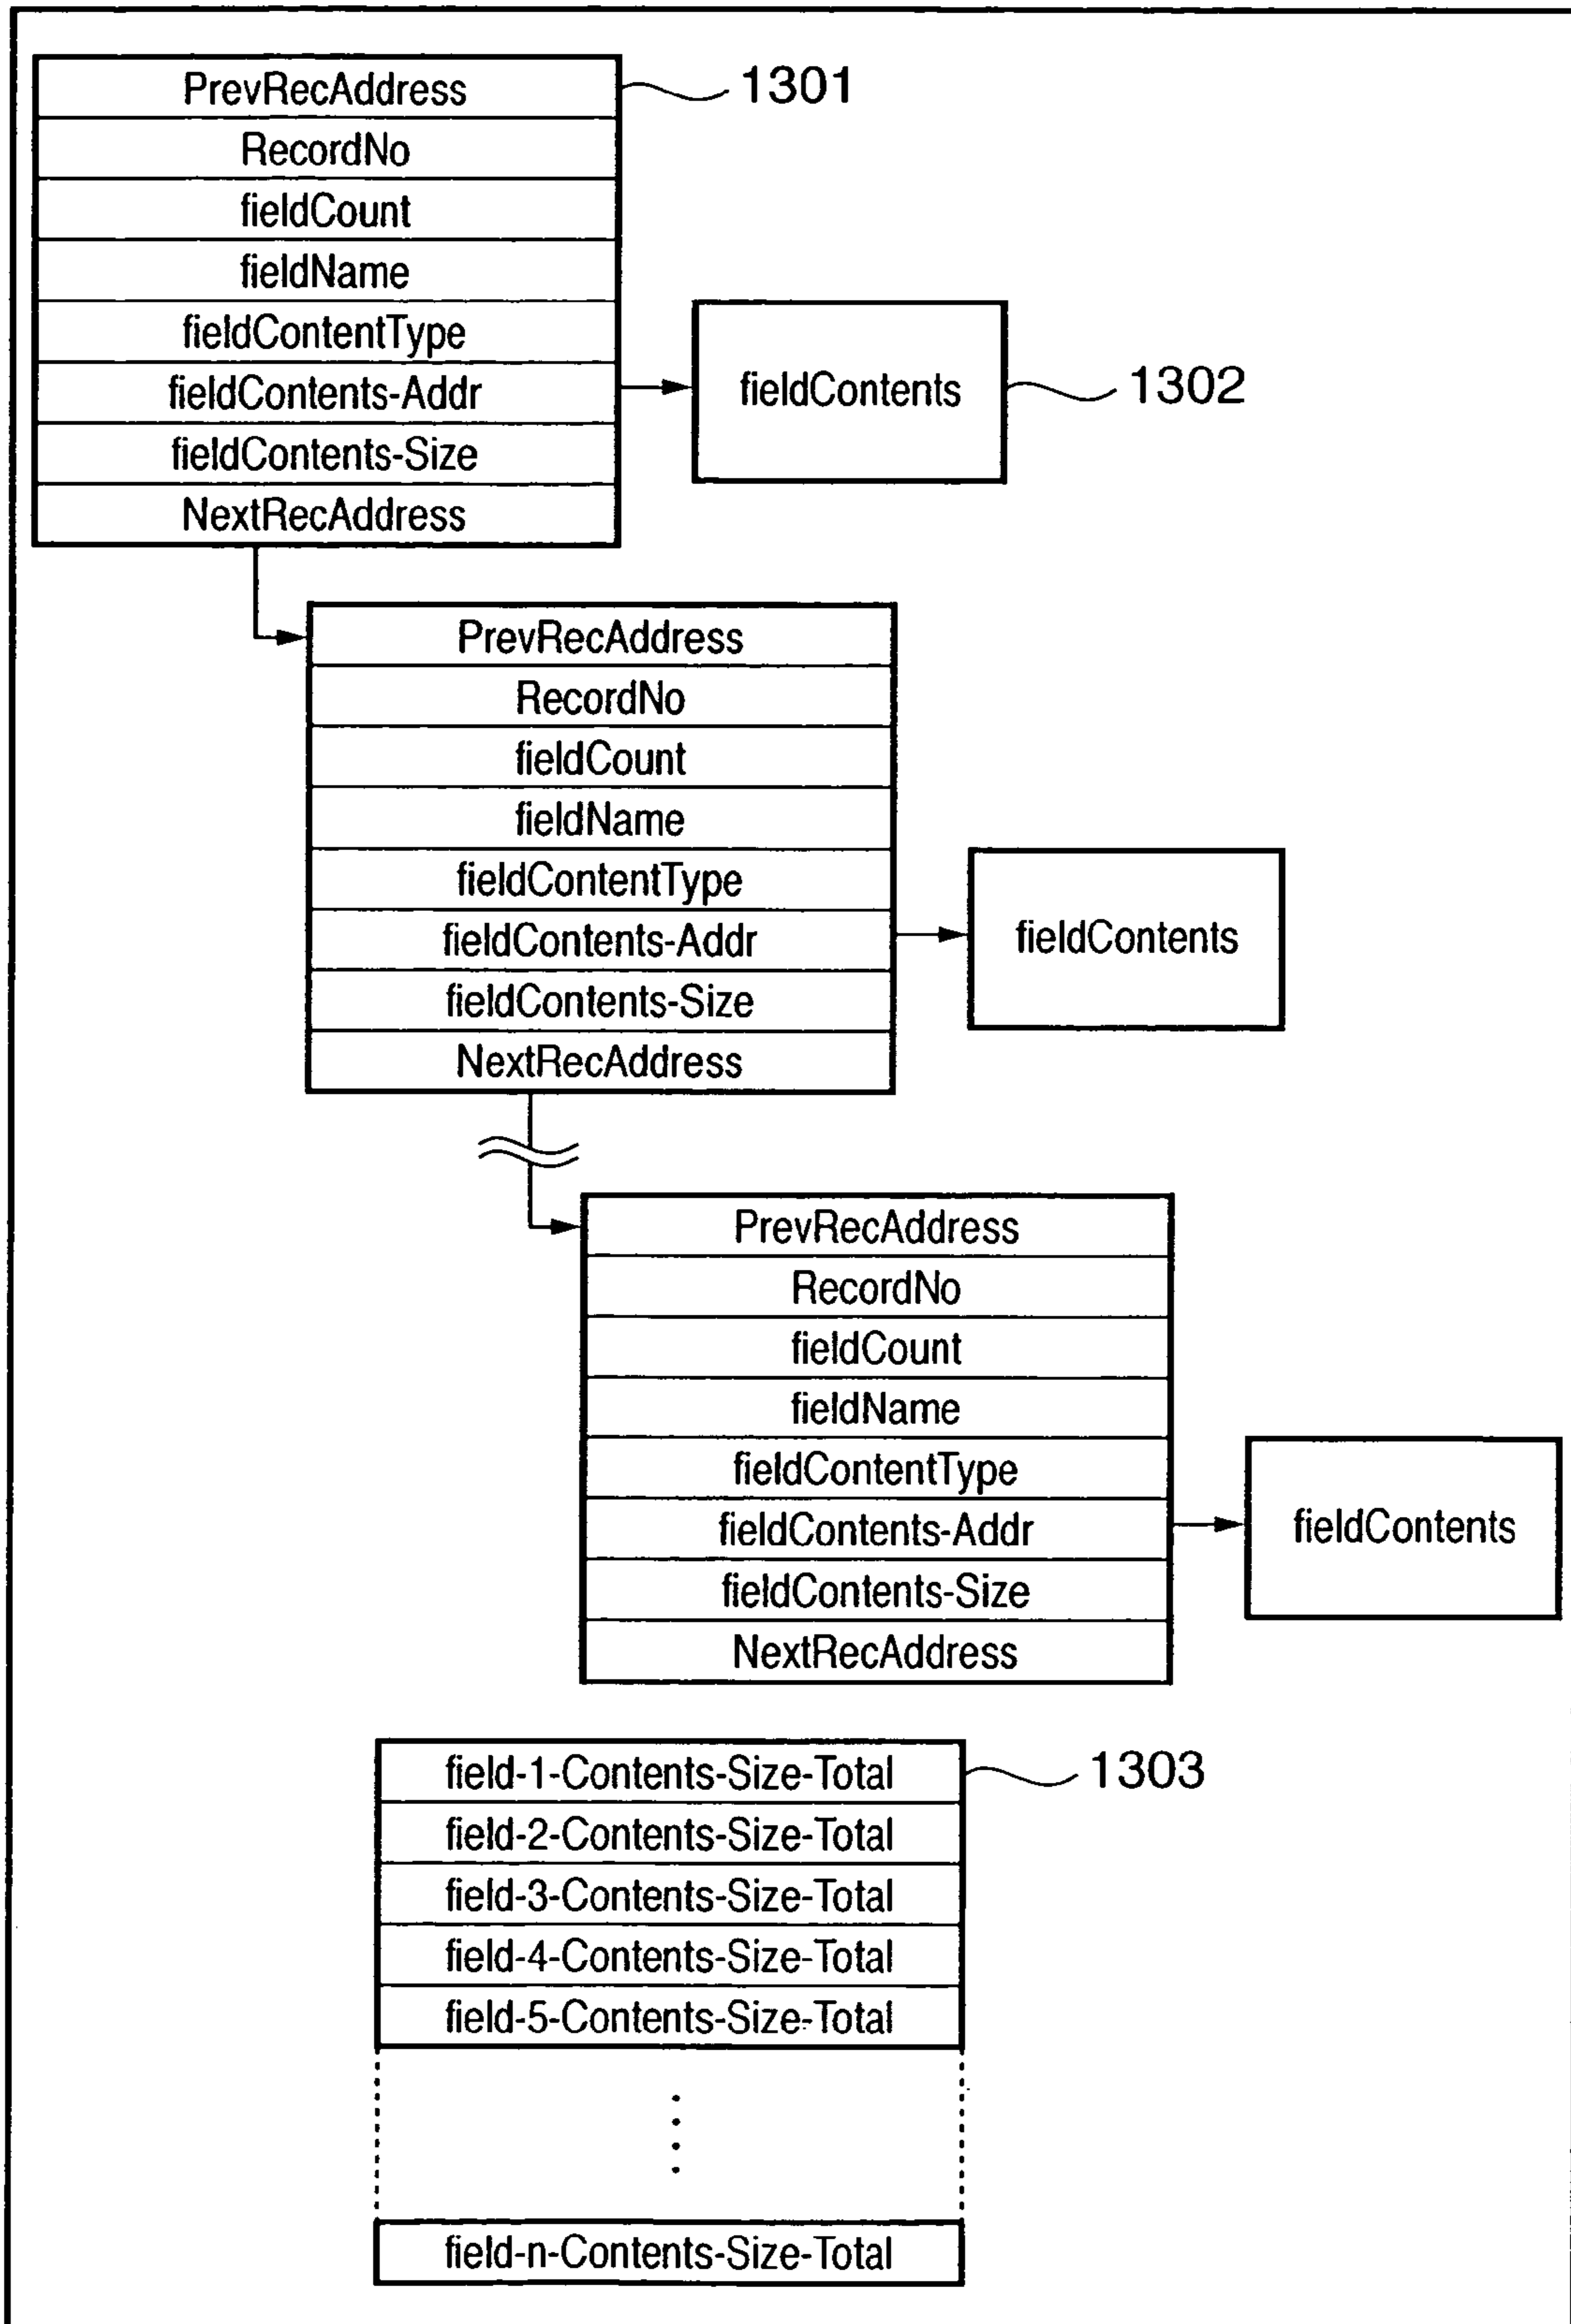 PrevRecAddress
1301
RecordNo
fieldCount
fieldName
fieldContentType
fieldContents-Addr
fieldContents
1302
fieldContents-Size
NextRecAddress
PrevRecAddress
RecordNo
fieldCount
fieldName
fieldContentType
fieldContents-Addr
fieldContents
fieldContents-Size
NextRecAddress
PrevRecAddress
RecordNo
fieldCount
fieldName
fieldContentType
fieldContents-Addr
fieldContents
fieldContents-Size
NextRecAddress
field-1-Contents-Size-Total
1303
field-2-Contents-Size-Total
field-3-Contents-Size-Total
field-4-Contents-Size-Total
field-5-Contents-Size-Total
field-n-Contents-Size-Total